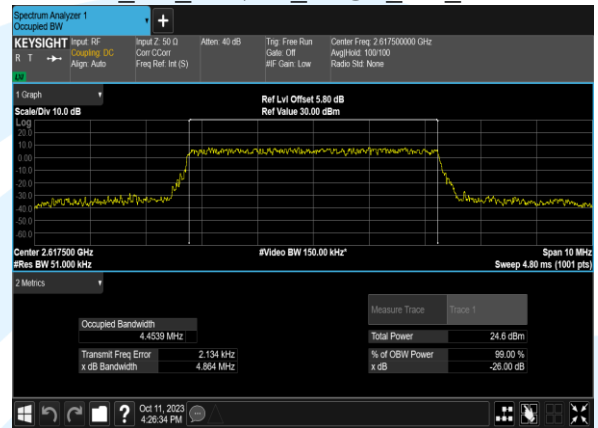 Spectrum Analyzer 1
Occupied BW
+
KEYSIGHT
R T
LV
Input: RF
Coupling: DC
Align: Auto
Input Z: 50 Ω
Corr CCorr
Freq Ref: Int (S)
Atten: 40 dB
Trig: Free Run
Gate: Off
#IF Gain: Low
Center Freq: 2.617500000 GHz
Avg|Hold: 100/100
Radio Std: None
1 Graph
Scale/Div 10.0 dB
Ref Lvl Offset 5.80 dB
Ref Value 30.00 dBm
Log
20.0
10.0
0.00
-10.0
-20.0
-30.0
-40.0
-50.0
-60.0
Center 2.617500 GHz
#Res BW 51.000 kHz
#Video BW 150.00 kHz*
Span 10 MHz
Sweep 4.80 ms (1001 pts)
2 Metrics
Measure Trace Trace 1
Occupied Bandwidth
4.4539 MHz
Total Power 24.6 dBm
Transmit Freq Error 2.134 kHz
% of OBW Power 99.00 %
x dB Bandwidth 4.864 MHz
x dB -26.00 dB
?
Oct 11, 2023
4:26:34 PM